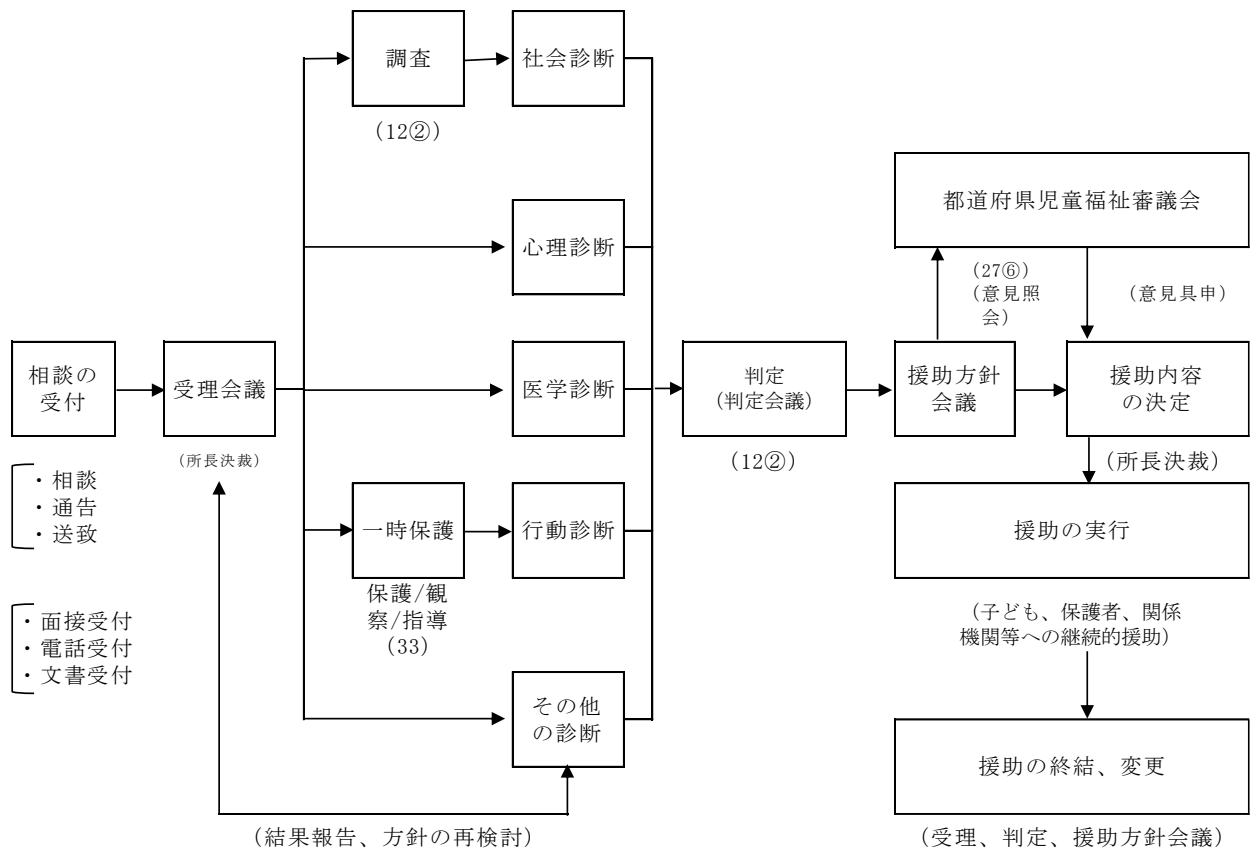 調査
社会診断
(12②)
都道府県児童福祉審議会
心理診断
(27⑥)
(意見照
会)
(意見具申)
相談の
受付
受理会議
医学診断
判定
(判定会議)
援助方針
会議
援助内容
の決定
(所長決裁)
(12②)
(所長決裁)
・相談
・通告
・送致
一時保護
行動診断
援助の実行
保護/観
察/指導
(33)
・面接受付
・電話受付
・文書受付
(子ども、保護者、関係
機関等への継続的援助)
その他
の診断
援助の終結、変更
(結果報告、方針の再検討)
(受理、判定、援助方針会議)